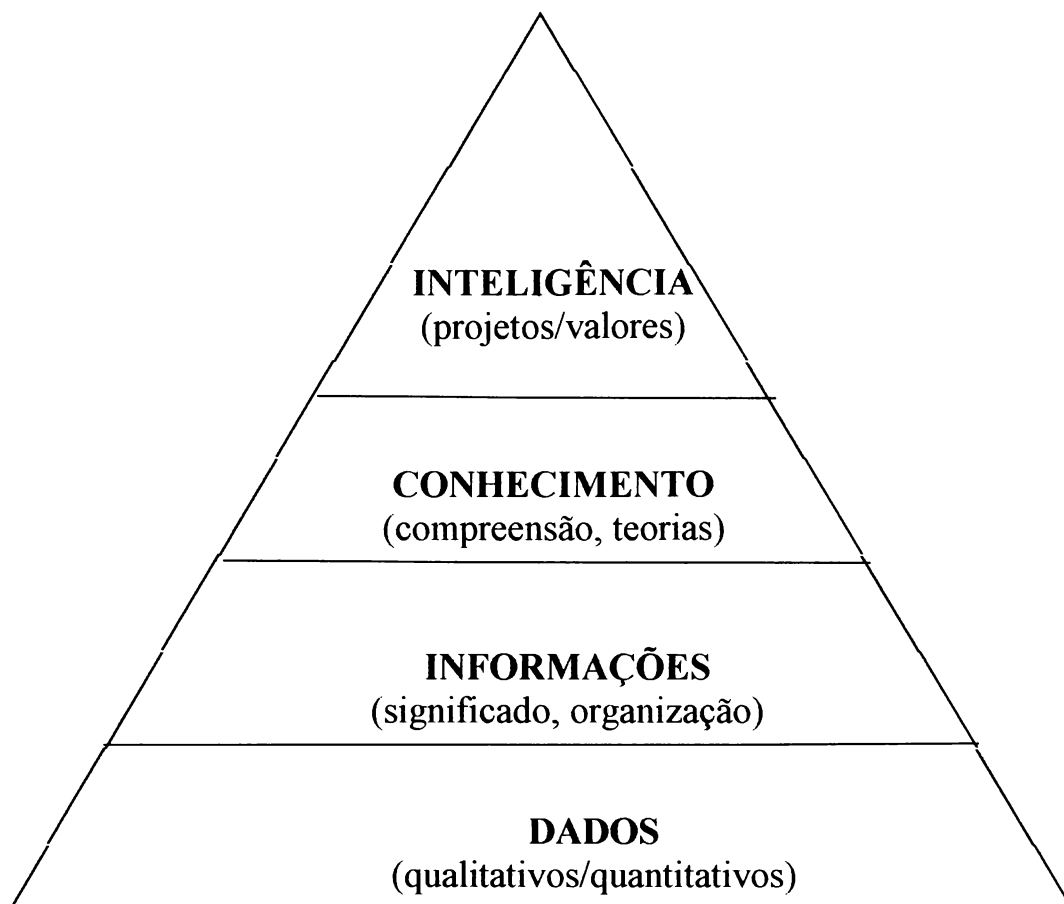 INTELIGÊNCIA
(projetos/valores)
CONHECIMENTO
(compreensão, teorias)
INFORMAÇÕES
(significado, organização)
DADOS
(qualitativos/quantitativos)